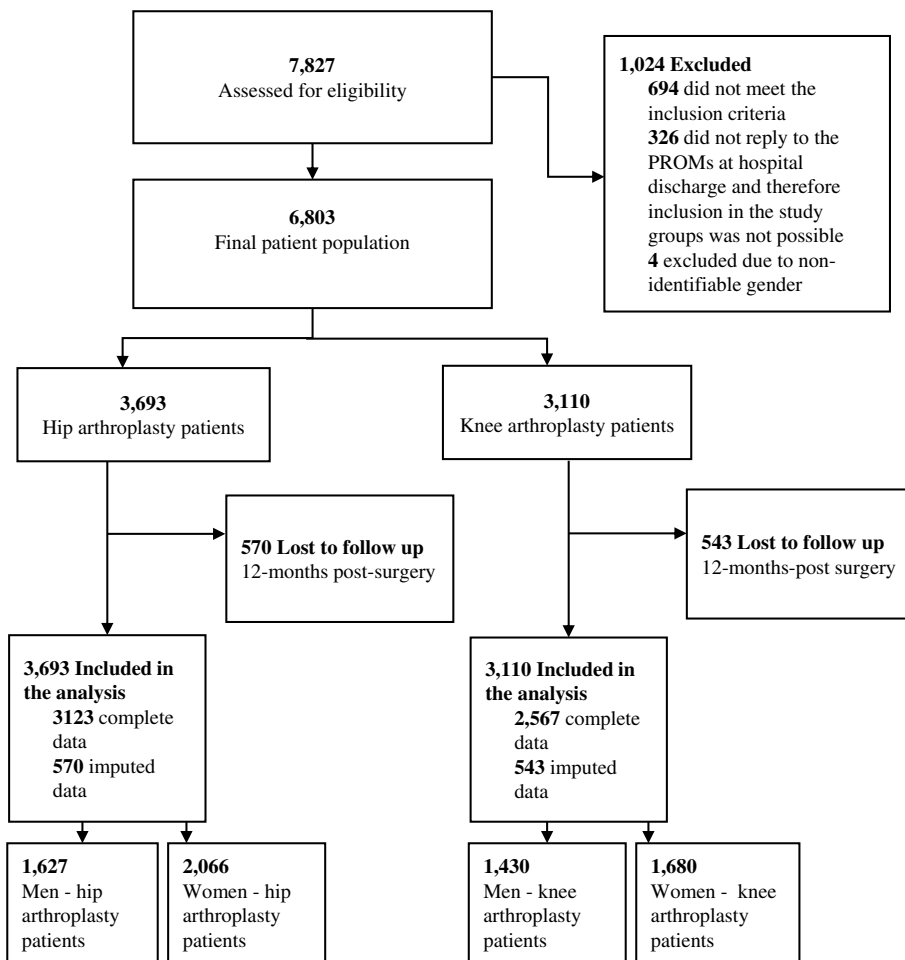 7,827
Assessed for eligibility
1,024 Excluded
694 did not meet the
inclusion criteria
326 did not reply to the
PROMs at hospital
discharge and therefore
inclusion in the study
groups was not possible
4 excluded due to non-
identifiable gender
6,803
Final patient population
3,693
Hip arthroplasty patients
3,110
Knee arthroplasty patients
570 Lost to follow up
12-months post-surgery
543 Lost to follow up
12-months-post surgery
3,693 Included in
the analysis
3123 complete
data
570 imputed
data
3,110 Included in
the analysis
2,567 complete
data
543 imputed
data
1,627
Men - hip
arthroplasty
patients
2,066
Women - hip
arthroplasty
patients
1,430
Men - knee
arthroplasty
patients
1,680
Women - knee
arthroplasty
patients